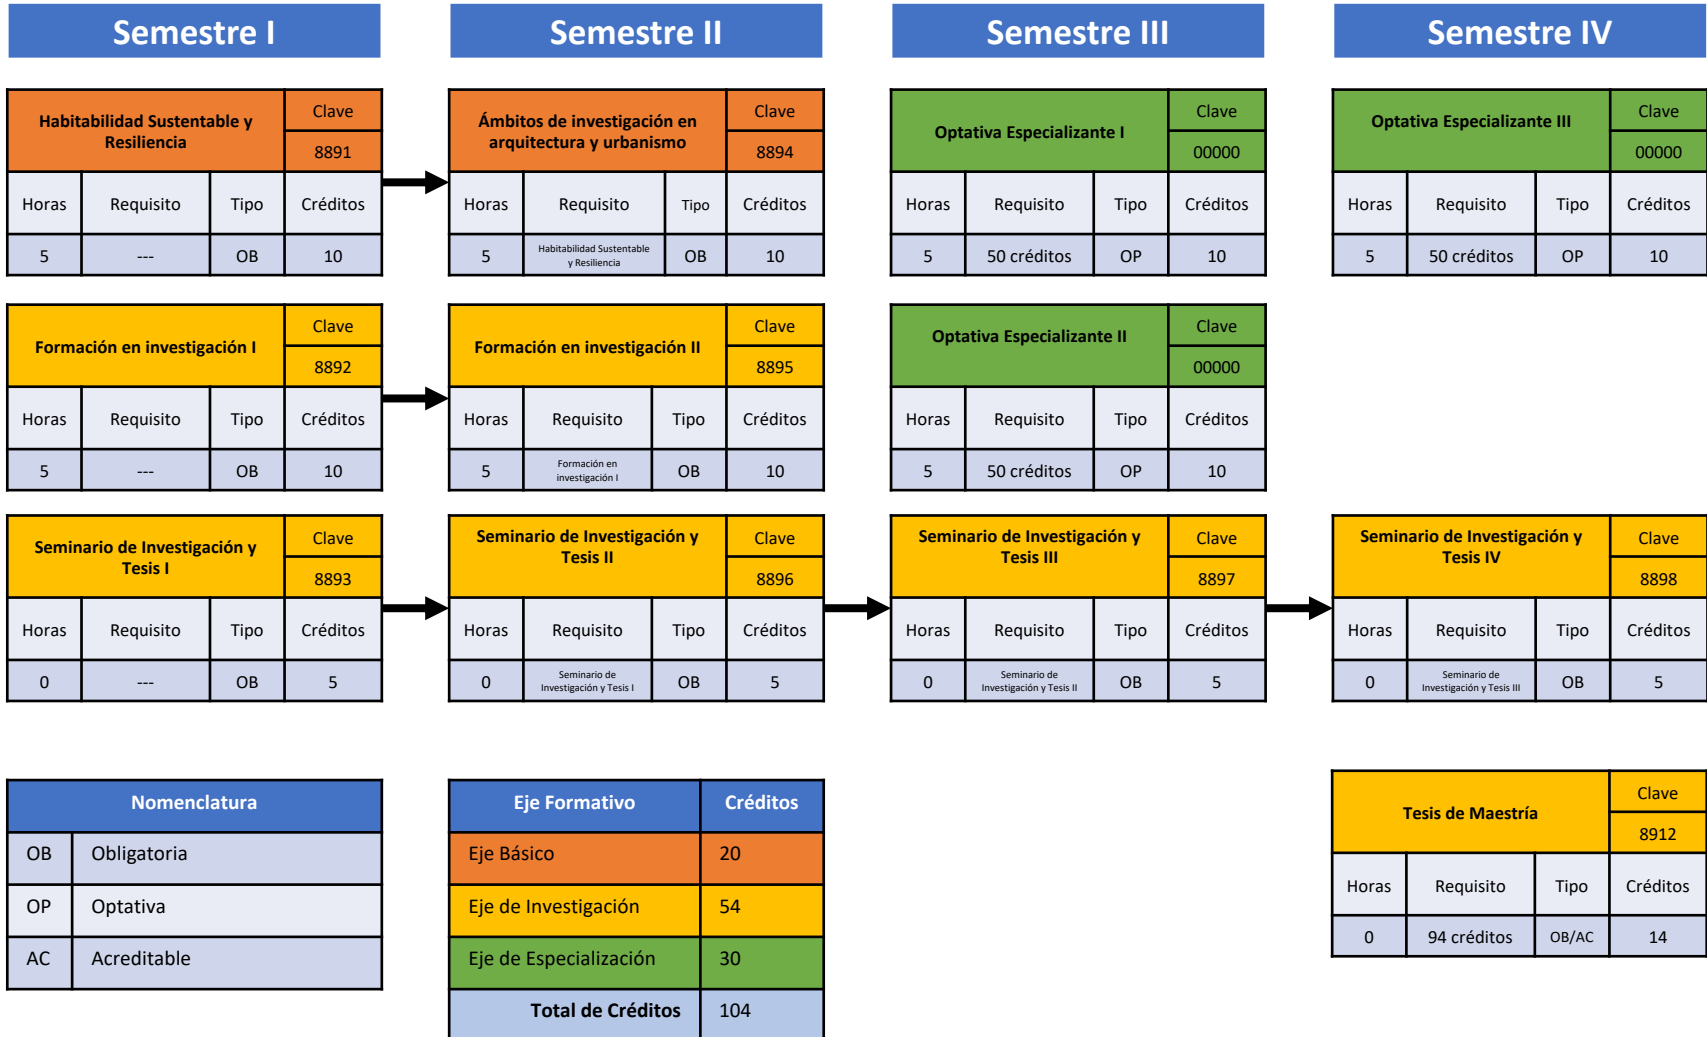 Semestre I
Semestre II
Semestre III
Semestre IV
Habitabilidad Sustentable y
Resiliencia
Clave
8891
Horas Requisito Tipo Créditos
5 --- OB 10
Ámbitos de investigación en
arquitectura y urbanismo
Clave
8894
Horas Requisito Tipo Créditos
5 Habitabilidad Sustentable
y Resiliencia OB 10
Optativa Especializante I
Clave
00000
Horas Requisito Tipo Créditos
5 50 créditos OP 10
Optativa Especializante III
Clave
00000
Horas Requisito Tipo Créditos
5 50 créditos OP 10
Formación en investigación I
Clave
8892
Horas Requisito Tipo Créditos
5 --- OB 10
Formación en investigación II
Clave
8895
Horas Requisito Tipo Créditos
5 Formación en
investigación I OB 10
Optativa Especializante II
Clave
00000
Horas Requisito Tipo Créditos
5 50 créditos OP 10
Seminario de Investigación y
Tesis I
Clave
8893
Horas Requisito Tipo Créditos
0 --- OB 5
Seminario de Investigación y
Tesis II
Clave
8896
Horas Requisito Tipo Créditos
0 Seminario de
Investigación y Tesis I OB 5
Seminario de Investigación y
Tesis III
Clave
8897
Horas Requisito Tipo Créditos
0 Seminario de
Investigación y Tesis II OB 5
Seminario de Investigación y
Tesis IV
Clave
8898
Horas Requisito Tipo Créditos
0 Seminario de
Investigación y Tesis III OB 5
Nomenclatura
OB Obligatoria
OP Optativa
AC Acreditable
Eje Formativo Créditos
Eje Básico 20
Eje de Investigación 54
Eje de Especialización 30
Total de Créditos 104
Tesis de Maestría
Clave
8912
Horas Requisito Tipo Créditos
0 94 créditos OB/AC 14